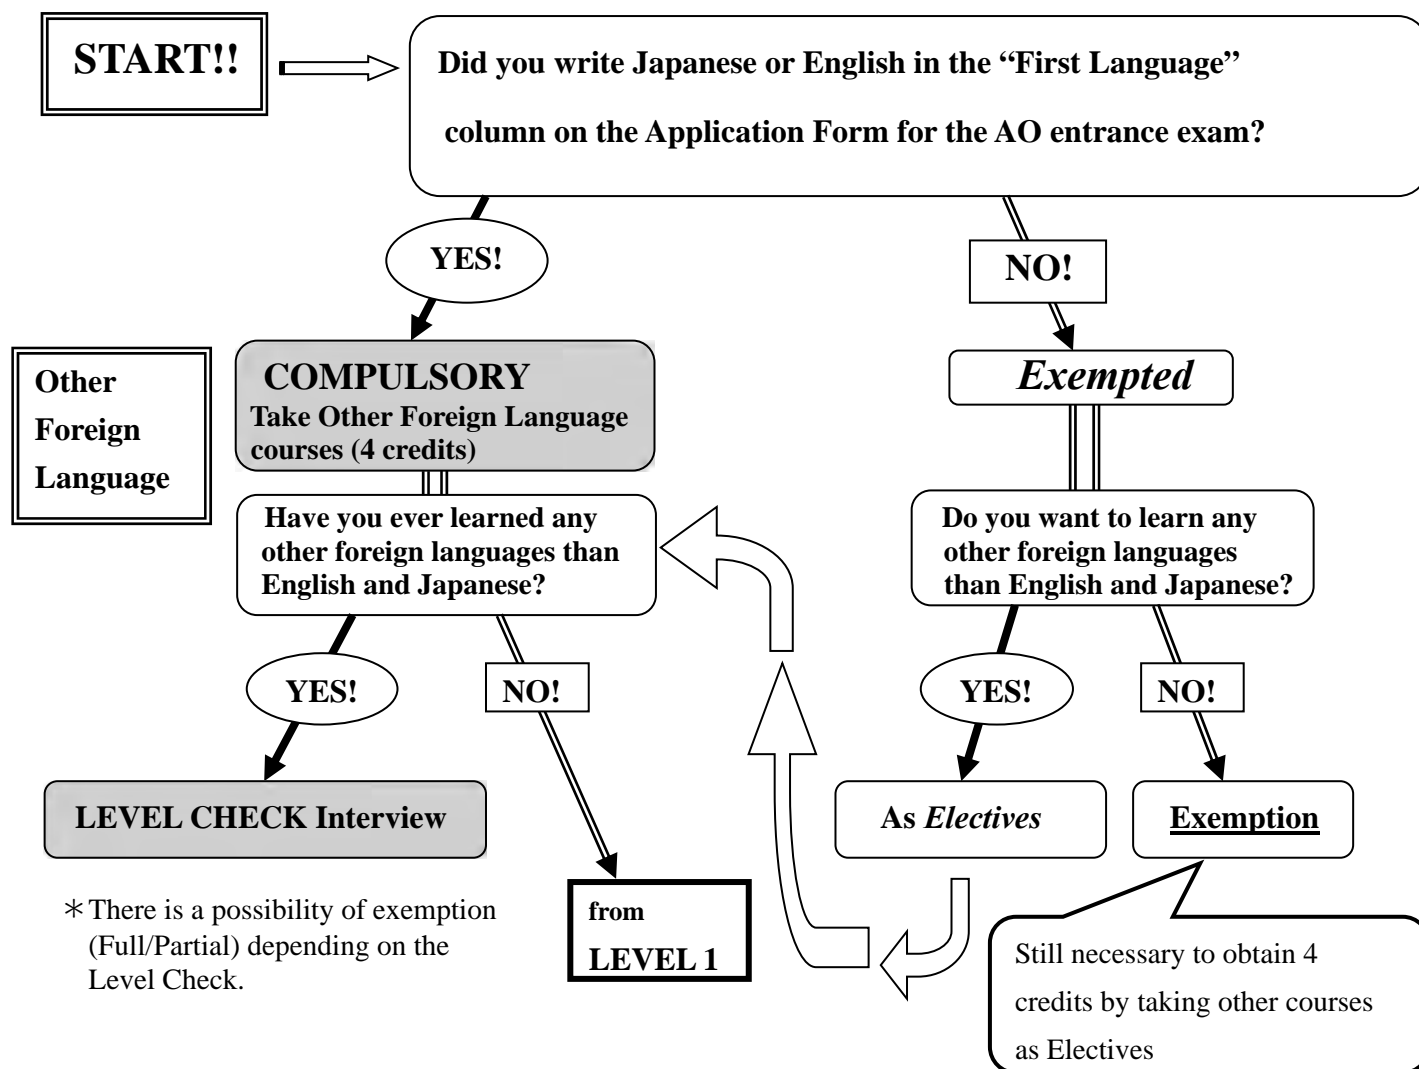 START!!
Did you write Japanese or English in the “First Language”
column on the Application Form for the AO entrance exam?
YES!
NO!
Other
Foreign
Language
COMPULSORY
Take Other Foreign Language
courses (4 credits)
Exempted
Have you ever learned any
other foreign languages than
English and Japanese?
Do you want to learn any
other foreign languages
than English and Japanese?
YES!
NO!
YES!
NO!
LEVEL CHECK Interview
As Electives
Exemption
＊There is a possibility of exemption
(Full/Partial) depending on the
Level Check.
from
LEVEL 1
Still necessary to obtain 4
credits by taking other courses
as Electives